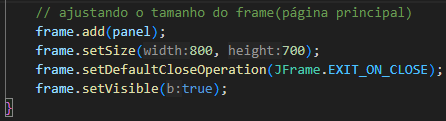 // ajustando o tamanho do frame(página principal)
frame.add(panel);
frame.setSize(width:800, height:700);
frame.setDefaultCloseOperation(JFrame.EXIT_ON_CLOSE);
frame.setVisible(b:true);
}